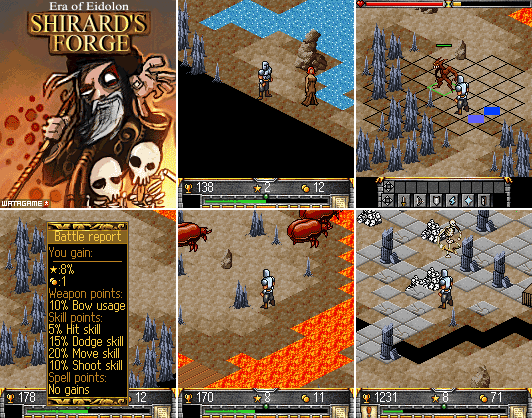 Era of Eidolon
SHIRARD'S
FORGE
WATAGAME
138 2 12
Battle report
You gain:
:8%
:1
Weapon points:
10% Bow usage
Skill points:
5% Hit skill
15% Dodge skill
20% Move skill
10% Shoot skill
Spell points:
No gains
178 12
170 8 11
1231 8 71